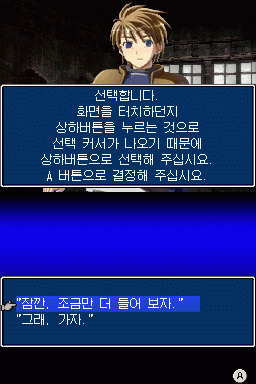 선택합니다.
화면을 터치하던지
상하버튼을 누르는 것으로
선택 커서가 나오기 때문에
상하버튼으로 선택해 주십시요.
A 버튼으로 결정해 주십시요.
"잠깐, 조금만 더 들어 보자."
"그래, 가자."
A